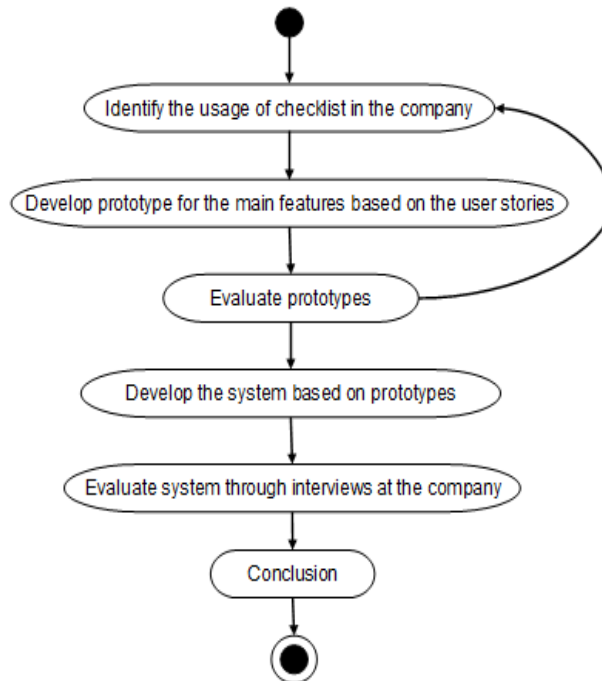 Identify the usage of checklist in the company
Develop prototype for the main features based on the user stories
Evaluate prototypes
Develop the system based on prototypes
Evaluate system through interviews at the company
Conclusion